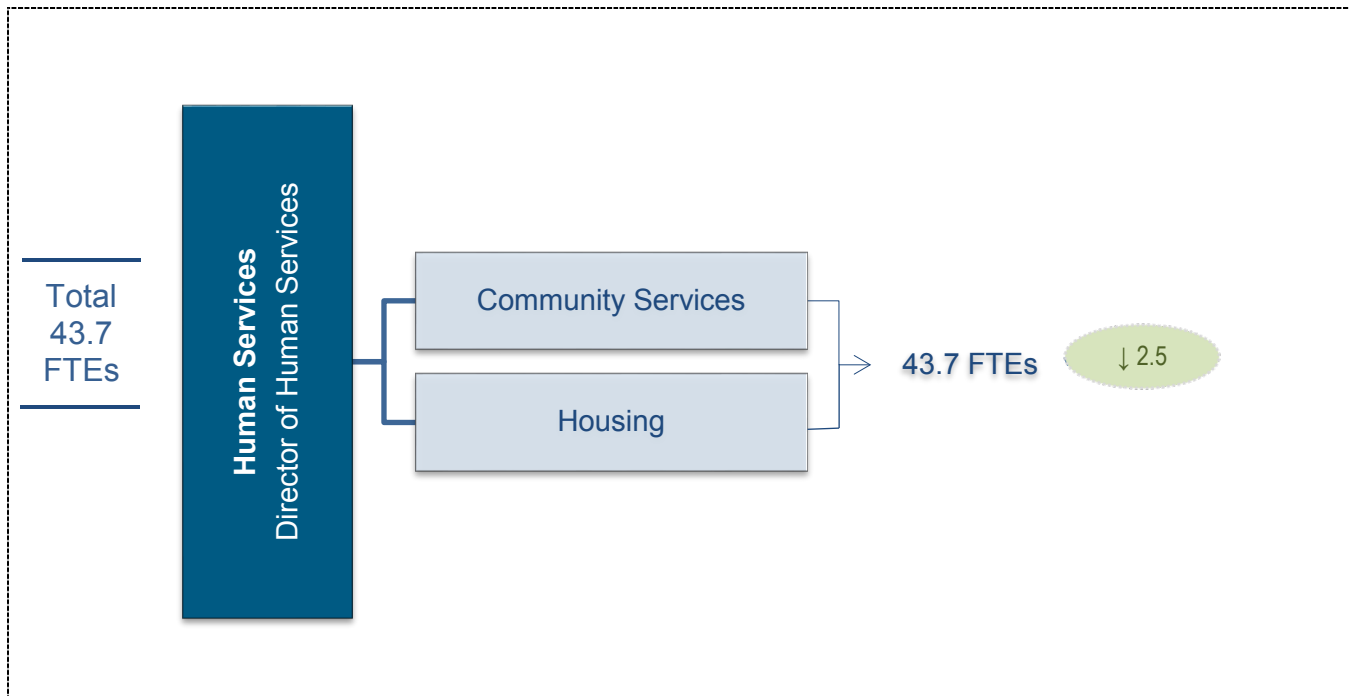 Total
43.7
FTEs
Human Services
Director of Human Services
Community Services
Housing
43.7 FTEs
↓ 2.5